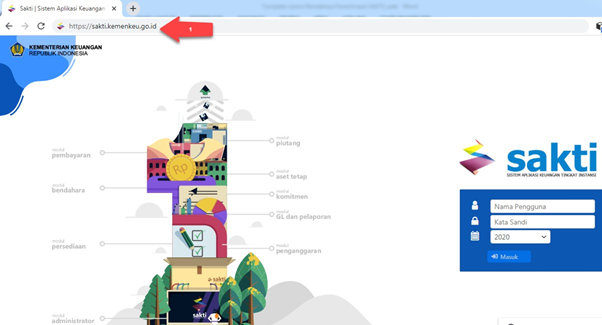 Sakti | Sistem Aplikasi Keuangan
https://sakti.kemenkeu.go.id
1
KEMENTERIAN KEUANGAN
REPUBLIK INDONESIA
modul
pembayaran
modul
bendahara
modul
persediaan
modul
administrator
modul
piutang
modul
aset tetap
modul
komitmen
modul
GL dan pelaporan
modul
penganggaran
RP
e-sakti
sakti
sakti
SISTEM APLIKASI KEUANGAN TINGKAT INSTANSI
Nama Pengguna
Kata Sandi
2020
Masuk